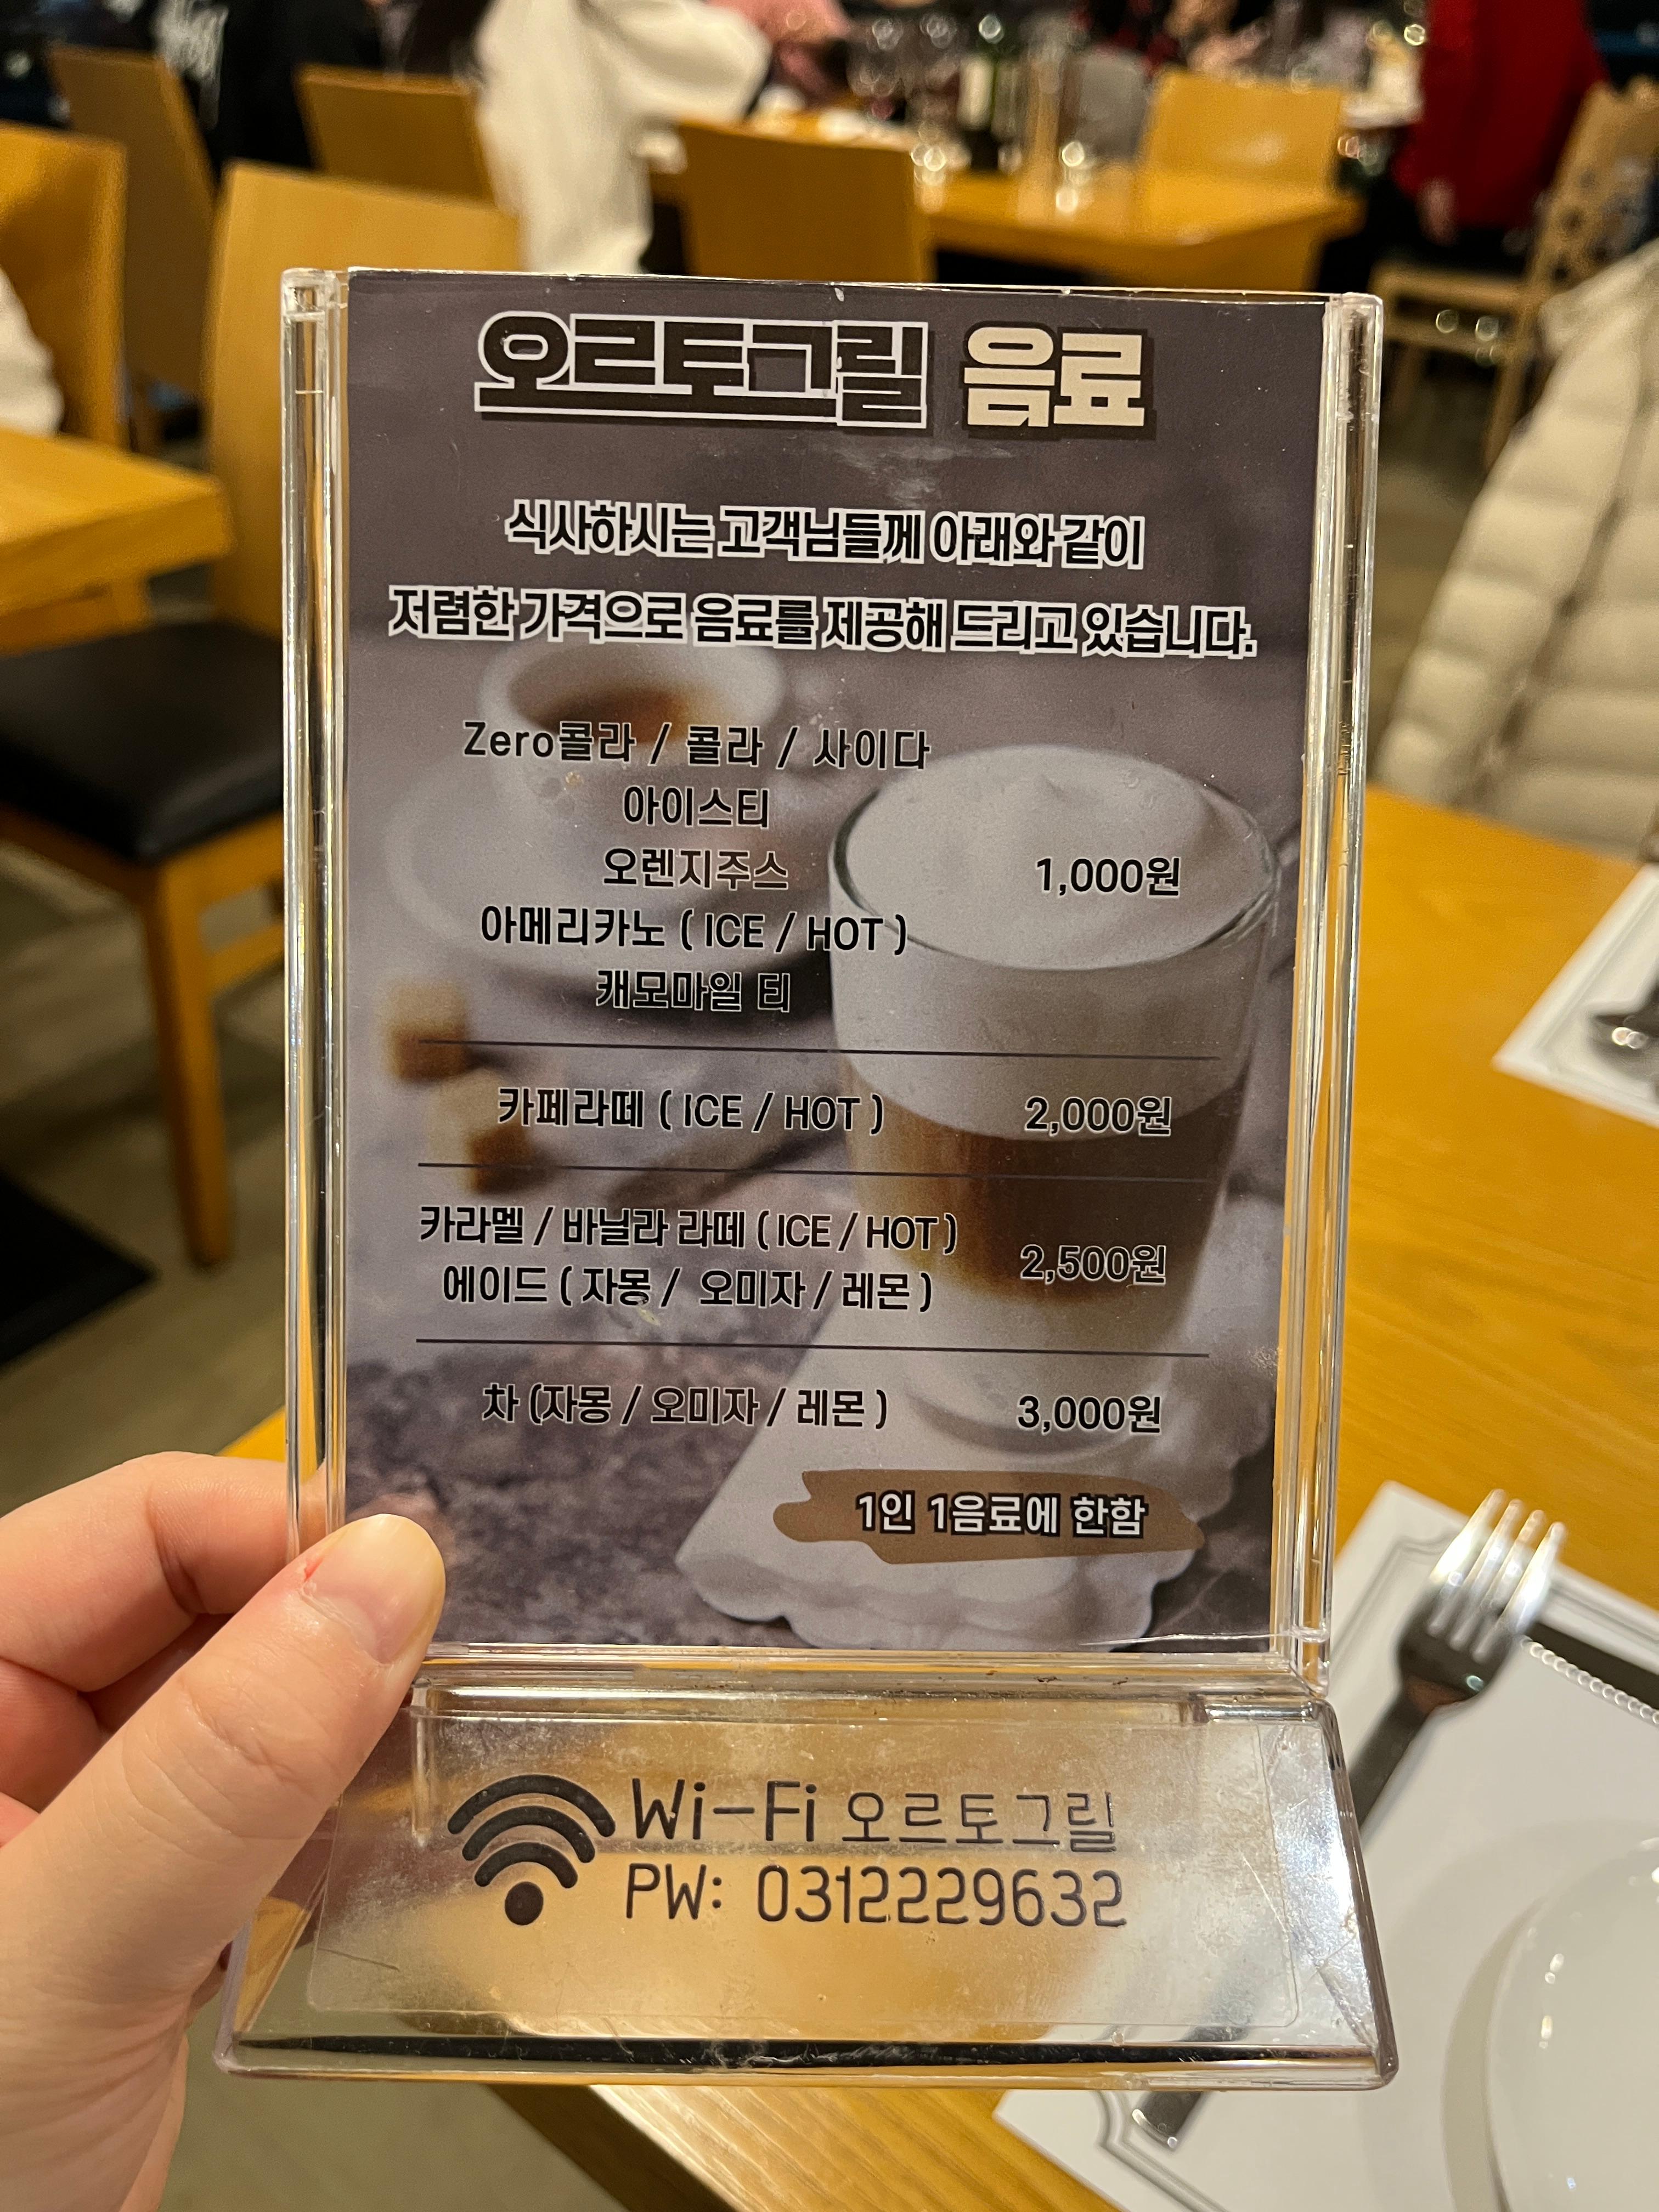 오르토그릴 음료
식사하시는 고객님들께 아래와 같이
저렴한 가격으로 음료를 제공해 드리고 있습니다.
Zero콜라 / 콜라 / 사이다
아이스티
오렌지주스
1,000원
아메리카노 ( ICE / HOT )
캐모마일 티
카페라떼 ( ICE / HOT ) 2,000원
카라멜 / 바닐라 라떼 ( ICE / HOT )
2,500원
에이드 ( 자몽 / 오미자 / 레몬 )
차 (자몽 / 오미자 / 레몬 ) 3,000원
1인 1음료에 한함
Wi-Fi 오르토그릴
PW: 0312229632